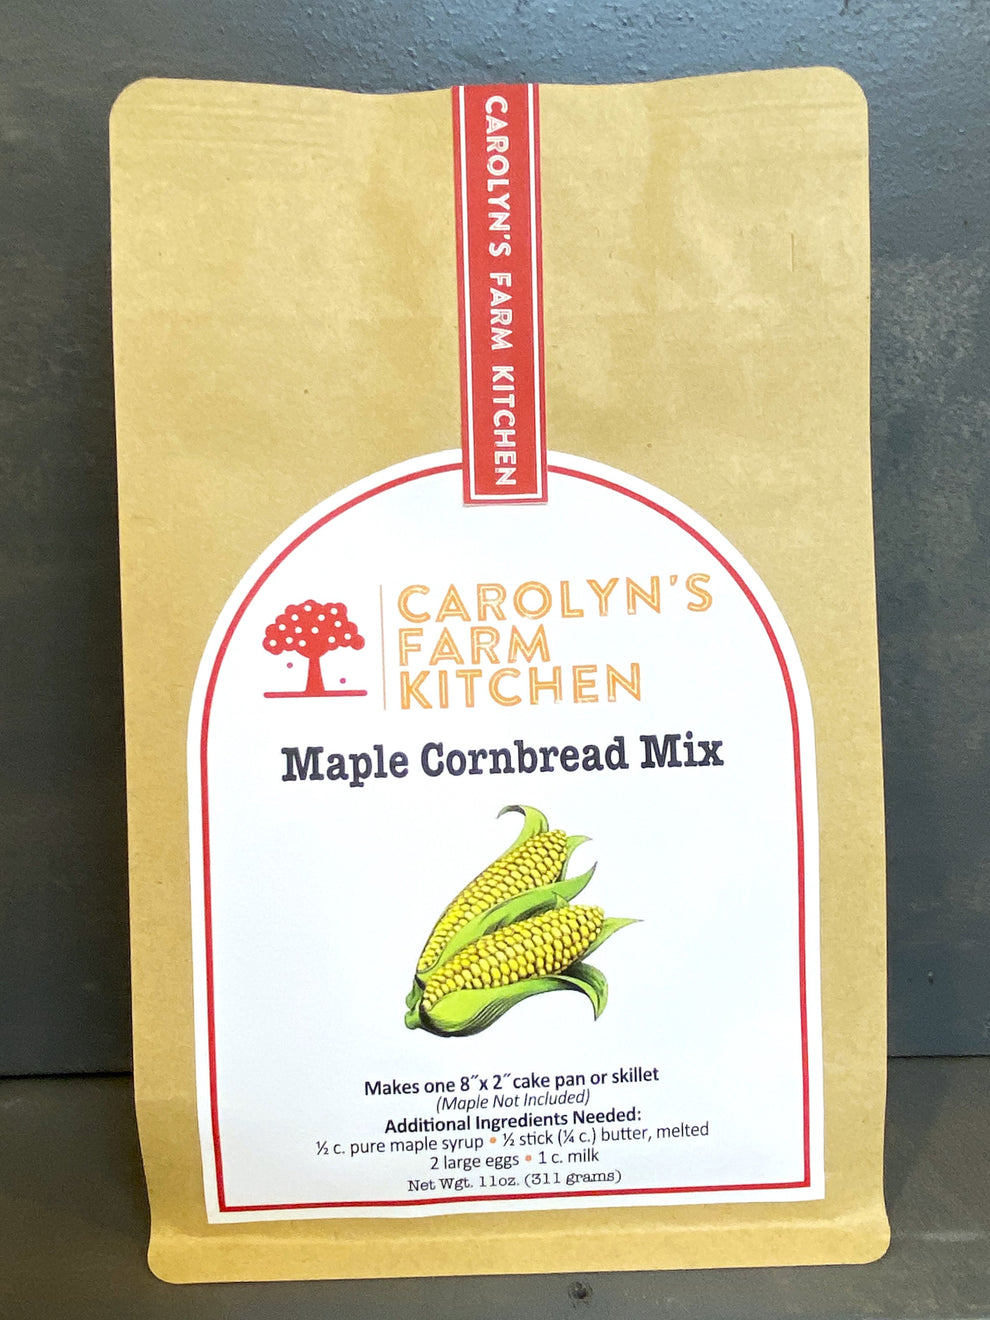 CAROLYN'S FARM KITCHEN
CAROLYN'S
FARM
KITCHEN
Maple Cornbread Mix
Makes one 8˝x 2˝ cake pan or skillet
(Maple Not Included)
Additional Ingredients Needed:
½ c. pure maple syrup • ½ stick (¼ c.) butter, melted
2 large eggs • 1 c. milk
Net Wgt. 11oz. (311 grams)